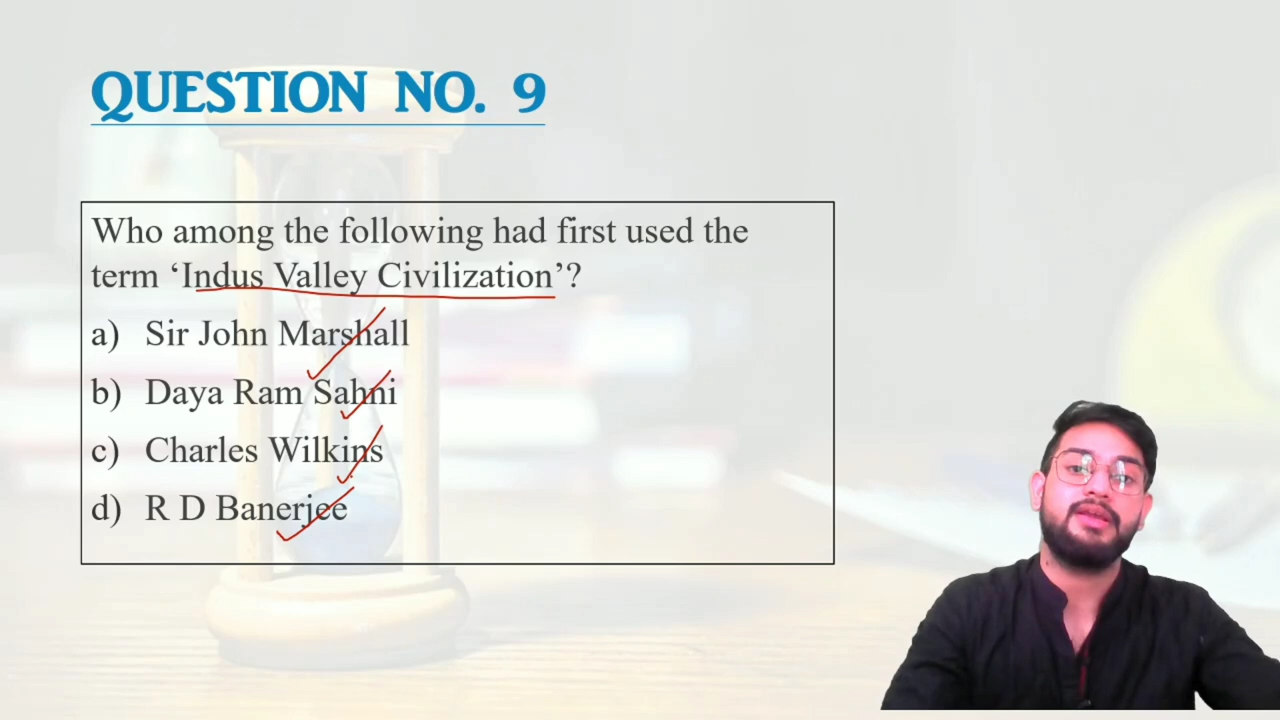 QUESTION NO. 9
Who among the following had first used the
term ‘Indus Valley Civilization’?
a) Sir John Marshall
b) Daya Ram Sahni
c) Charles Wilkins
d) R D Banerjee